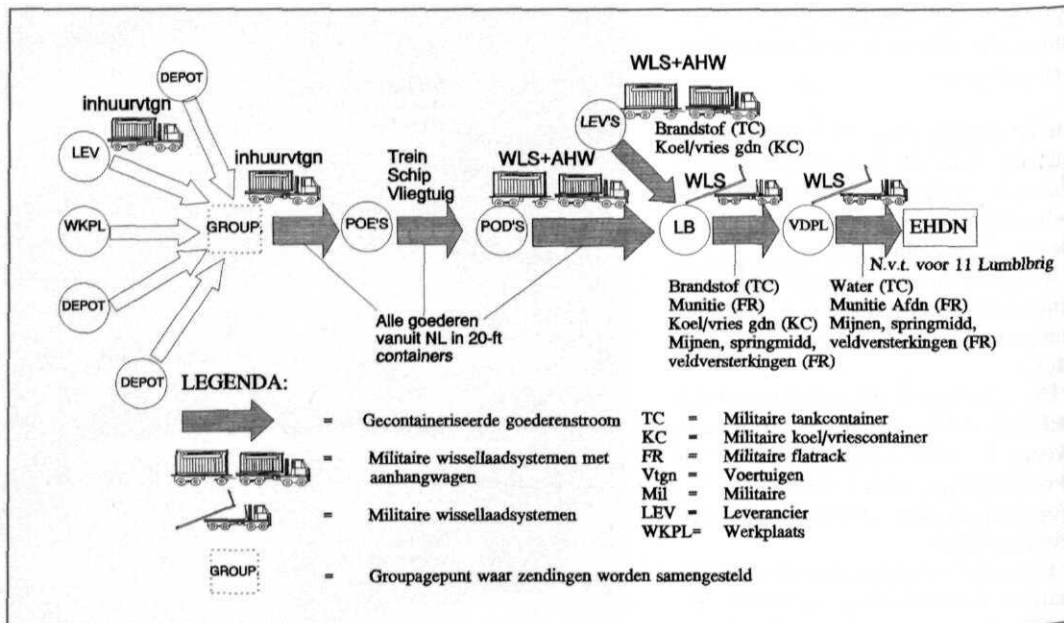 DEPOT
inhuurvtgn
LEV
WKPL
DEPOT
DEPOT
GROUP.
inhuurvtgn
POE'S
Trein
Schip
Vliegtuig
WLS+AHW
POD'S
WLS+AHW
LEV'S
Brandstof (TC)
Koel/vries gdn (KC)
LB
WLS
VDPL
WLS
EHDN
N.v.t. voor 11 Lumblbrig
Alle goederen
vanuit NL in 20-ft
containers
Brandstof (TC)
Munitie (FR)
Koel/vries gdn (KC)
Mijnen, springmidd,
veldversterkingen (FR)
Water (TC)
Munitie Afdn (FR)
Mijnen, springmidd,
veldversterkingen (FR)
LEGENDA:
= Gecontaineriseerde goederenstroom
= Militaire wissellaadsystemen met
aanhangwagen
= Militaire wissellaadsystemen
GROUP. = Groupagepunt waar zendingen worden samengesteld
TC = Militaire tankcontainer
KC = Militaire koel/vriescontainer
FR = Militaire flatrack
Vtgn = Voertuigen
Mil = Militaire
LEV = Leverancier
WKPL= Werkplaats